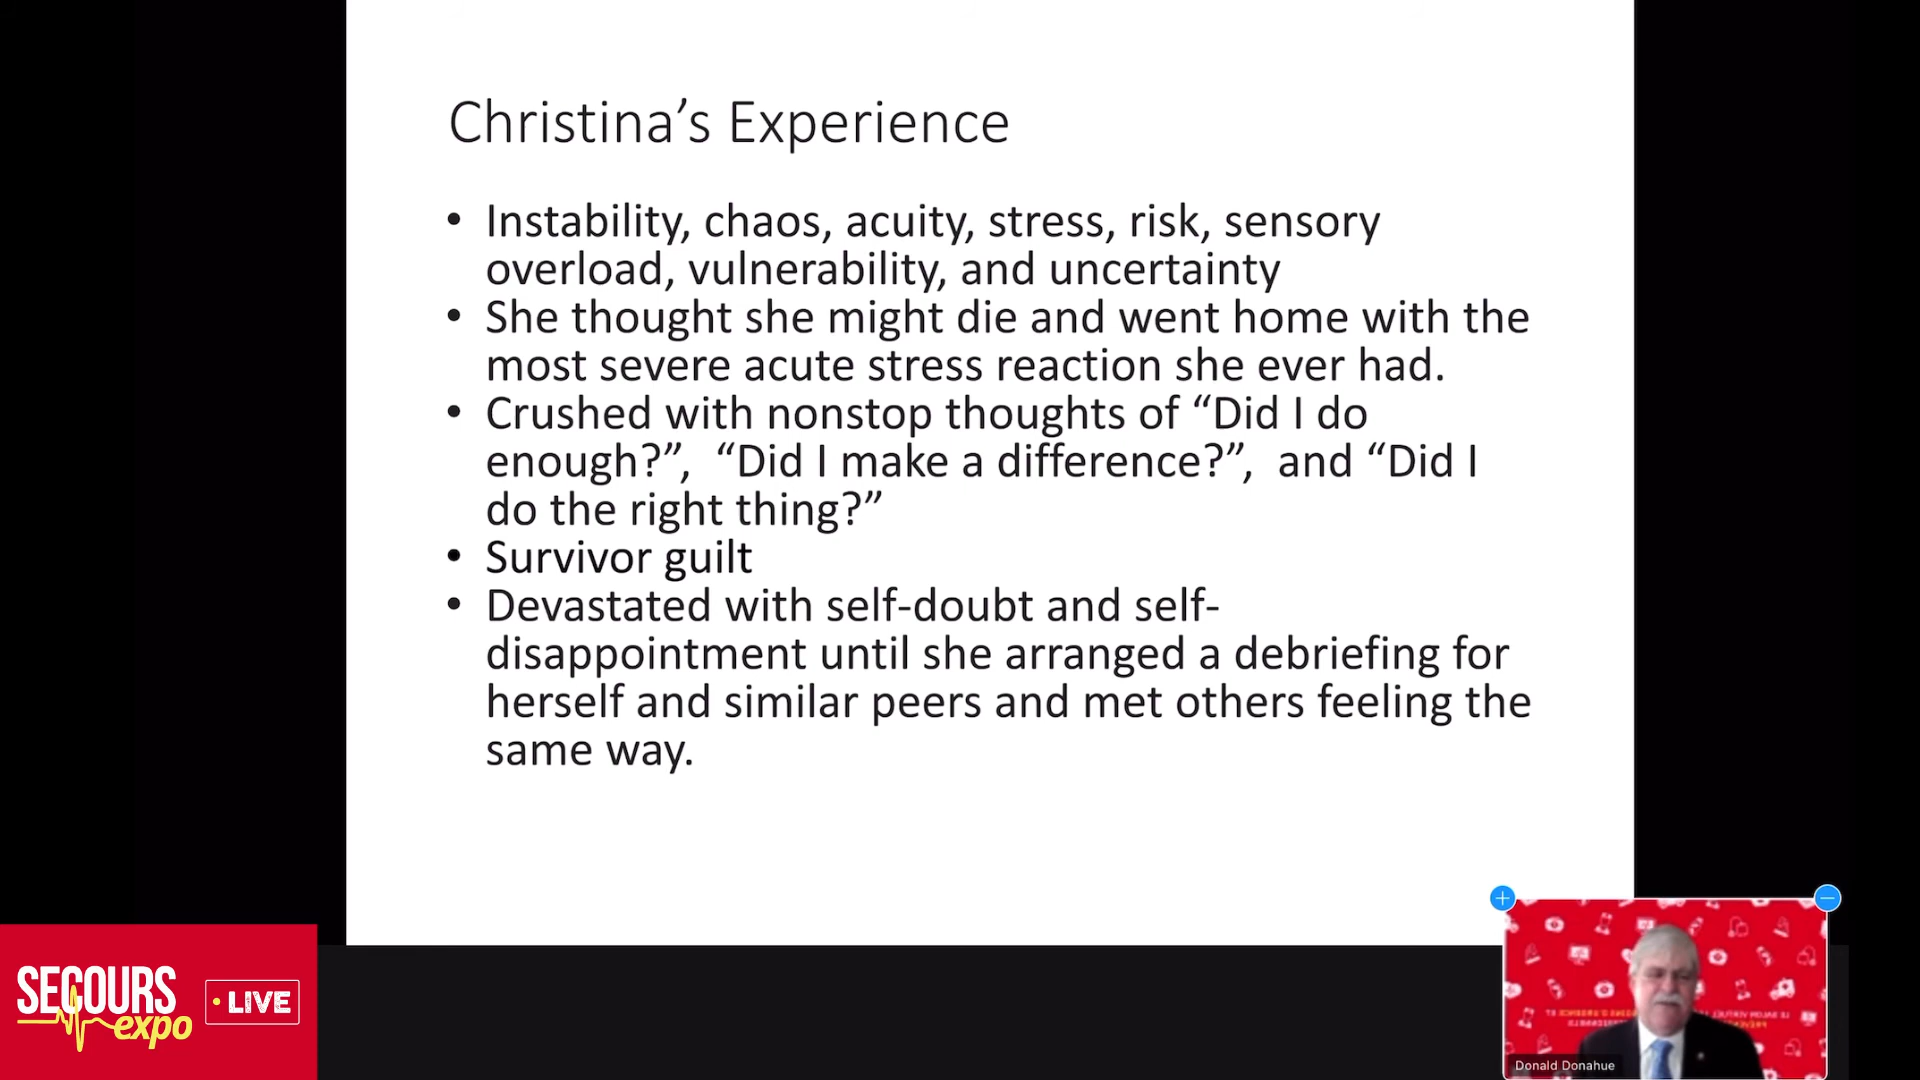 Christina’s Experience
• Instability, chaos, acuity, stress, risk, sensory
overload, vulnerability, and uncertainty
• She thought she might die and went home with the
most severe acute stress reaction she ever had.
• Crushed with nonstop thoughts of “Did I do
enough?”,  “Did I make a difference?”,  and “Did I
do the right thing?”
• Survivor guilt
• Devastated with self-doubt and self-
disappointment until she arranged a debriefing for
herself and similar peers and met others feeling the
same way.
SECOURS
expo
• LIVE
Donald Donahue